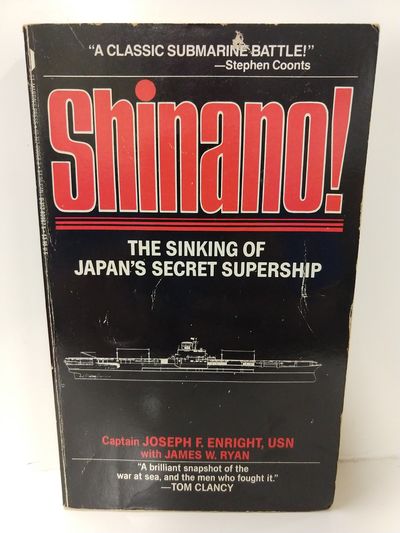 "A CLASSIC SUBMARINE BATTLE!"
—Stephen Coonts
Shinano!
THE SINKING OF
JAPAN'S SECRET SUPERSHIP
Captain JOSEPH F. ENRIGHT, USN
with JAMES W. RYAN
"A brilliant snapshot of the
war at sea, and the men who fought it."
—TOM CLANCY